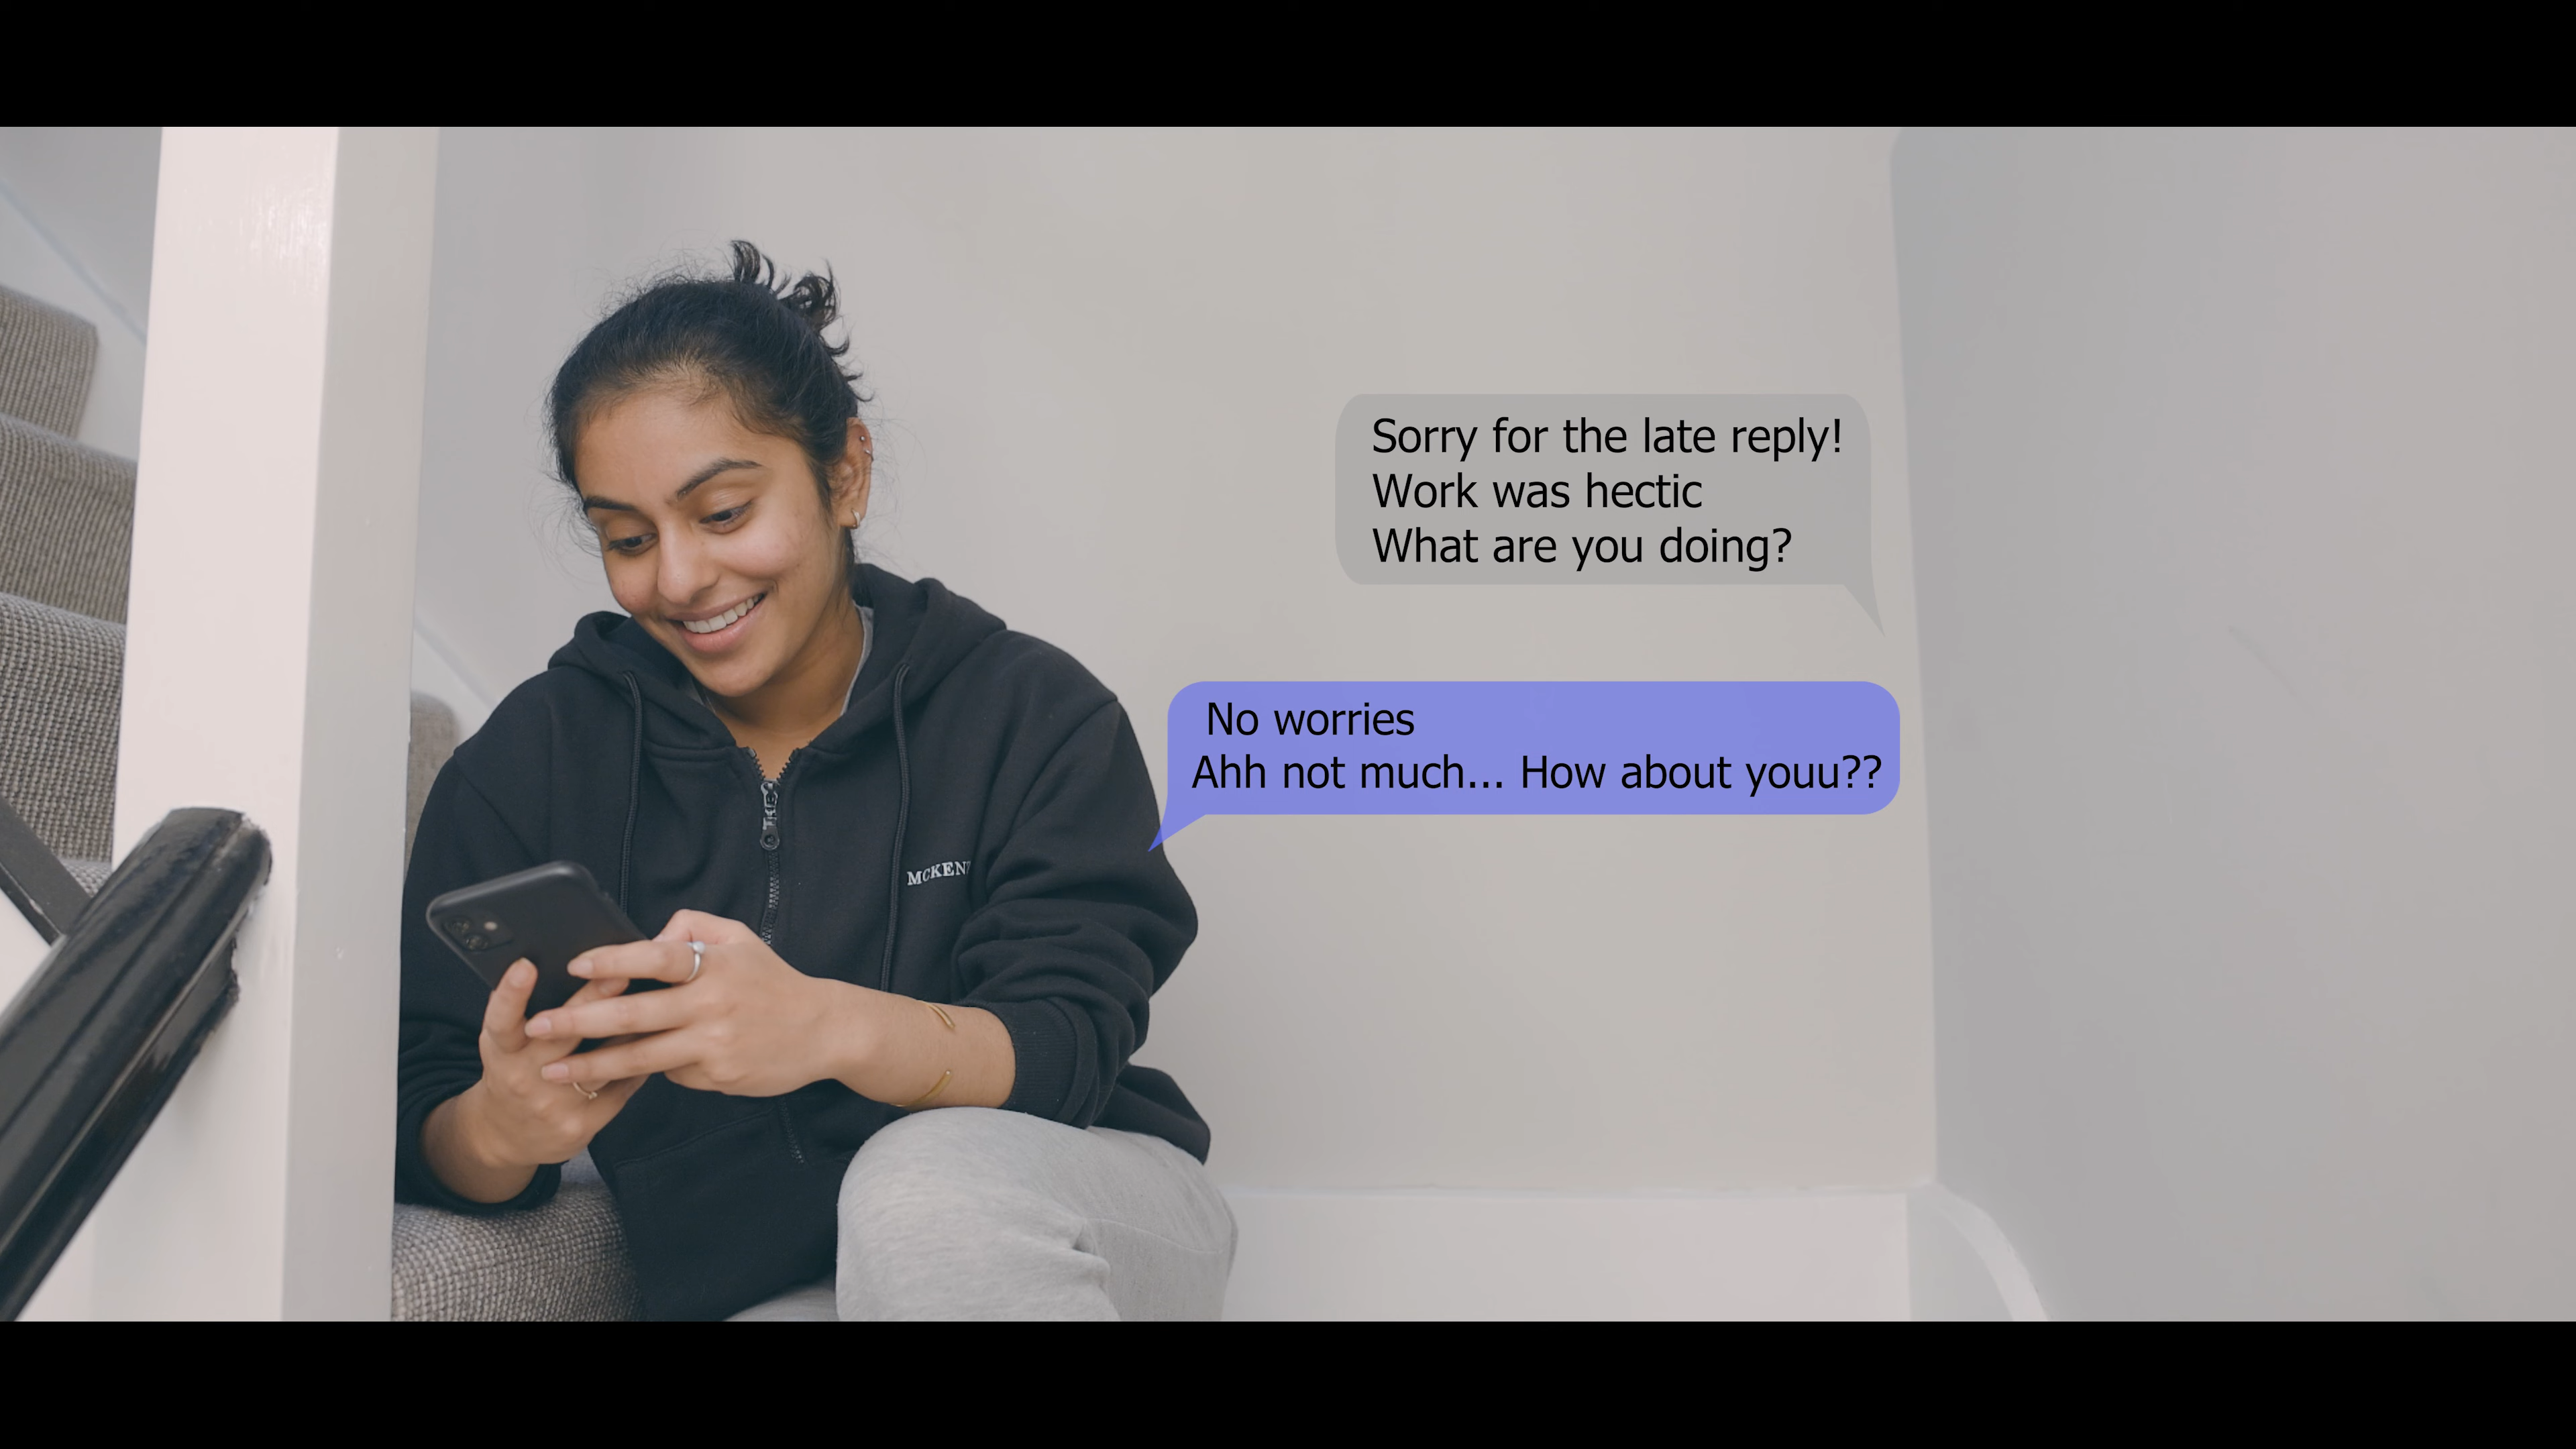 Sorry for the late reply!
Work was hectic
What are you doing?
No worries
Ahh not much... How about youu??